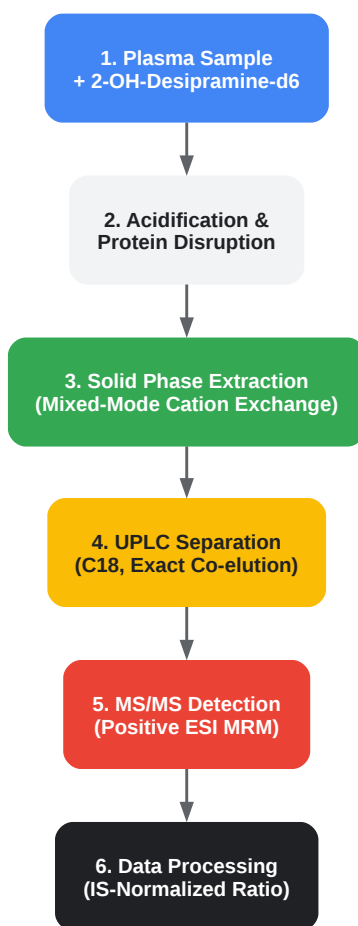 1. Plasma Sample
+ 2-OH-Desipramine-d6
2. Acidification &
Protein Disruption
3. Solid Phase Extraction
(Mixed-Mode Cation Exchange)
4. UPLC Separation
(C18, Exact Co-elution)
5. MS/MS Detection
(Positive ESI MRM)
6. Data Processing
(IS-Normalized Ratio)